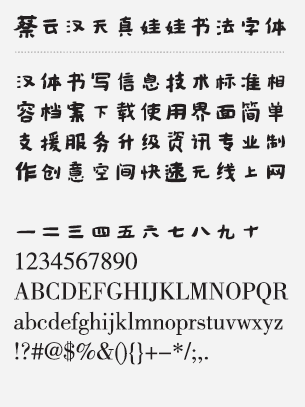 蔡云汉天真娃娃书法字体
汉体书写信息技术标准相
容档案下载使用界面简单
支援服务升级资讯专业制
作创意空间快速无线上网
一二三四五六七八九十
1234567890
ABCDEFGHIJKLMNOPQR
abcdefghijklmnopqrstuvwxyz
!?#@$%&(){}+−*/;,.